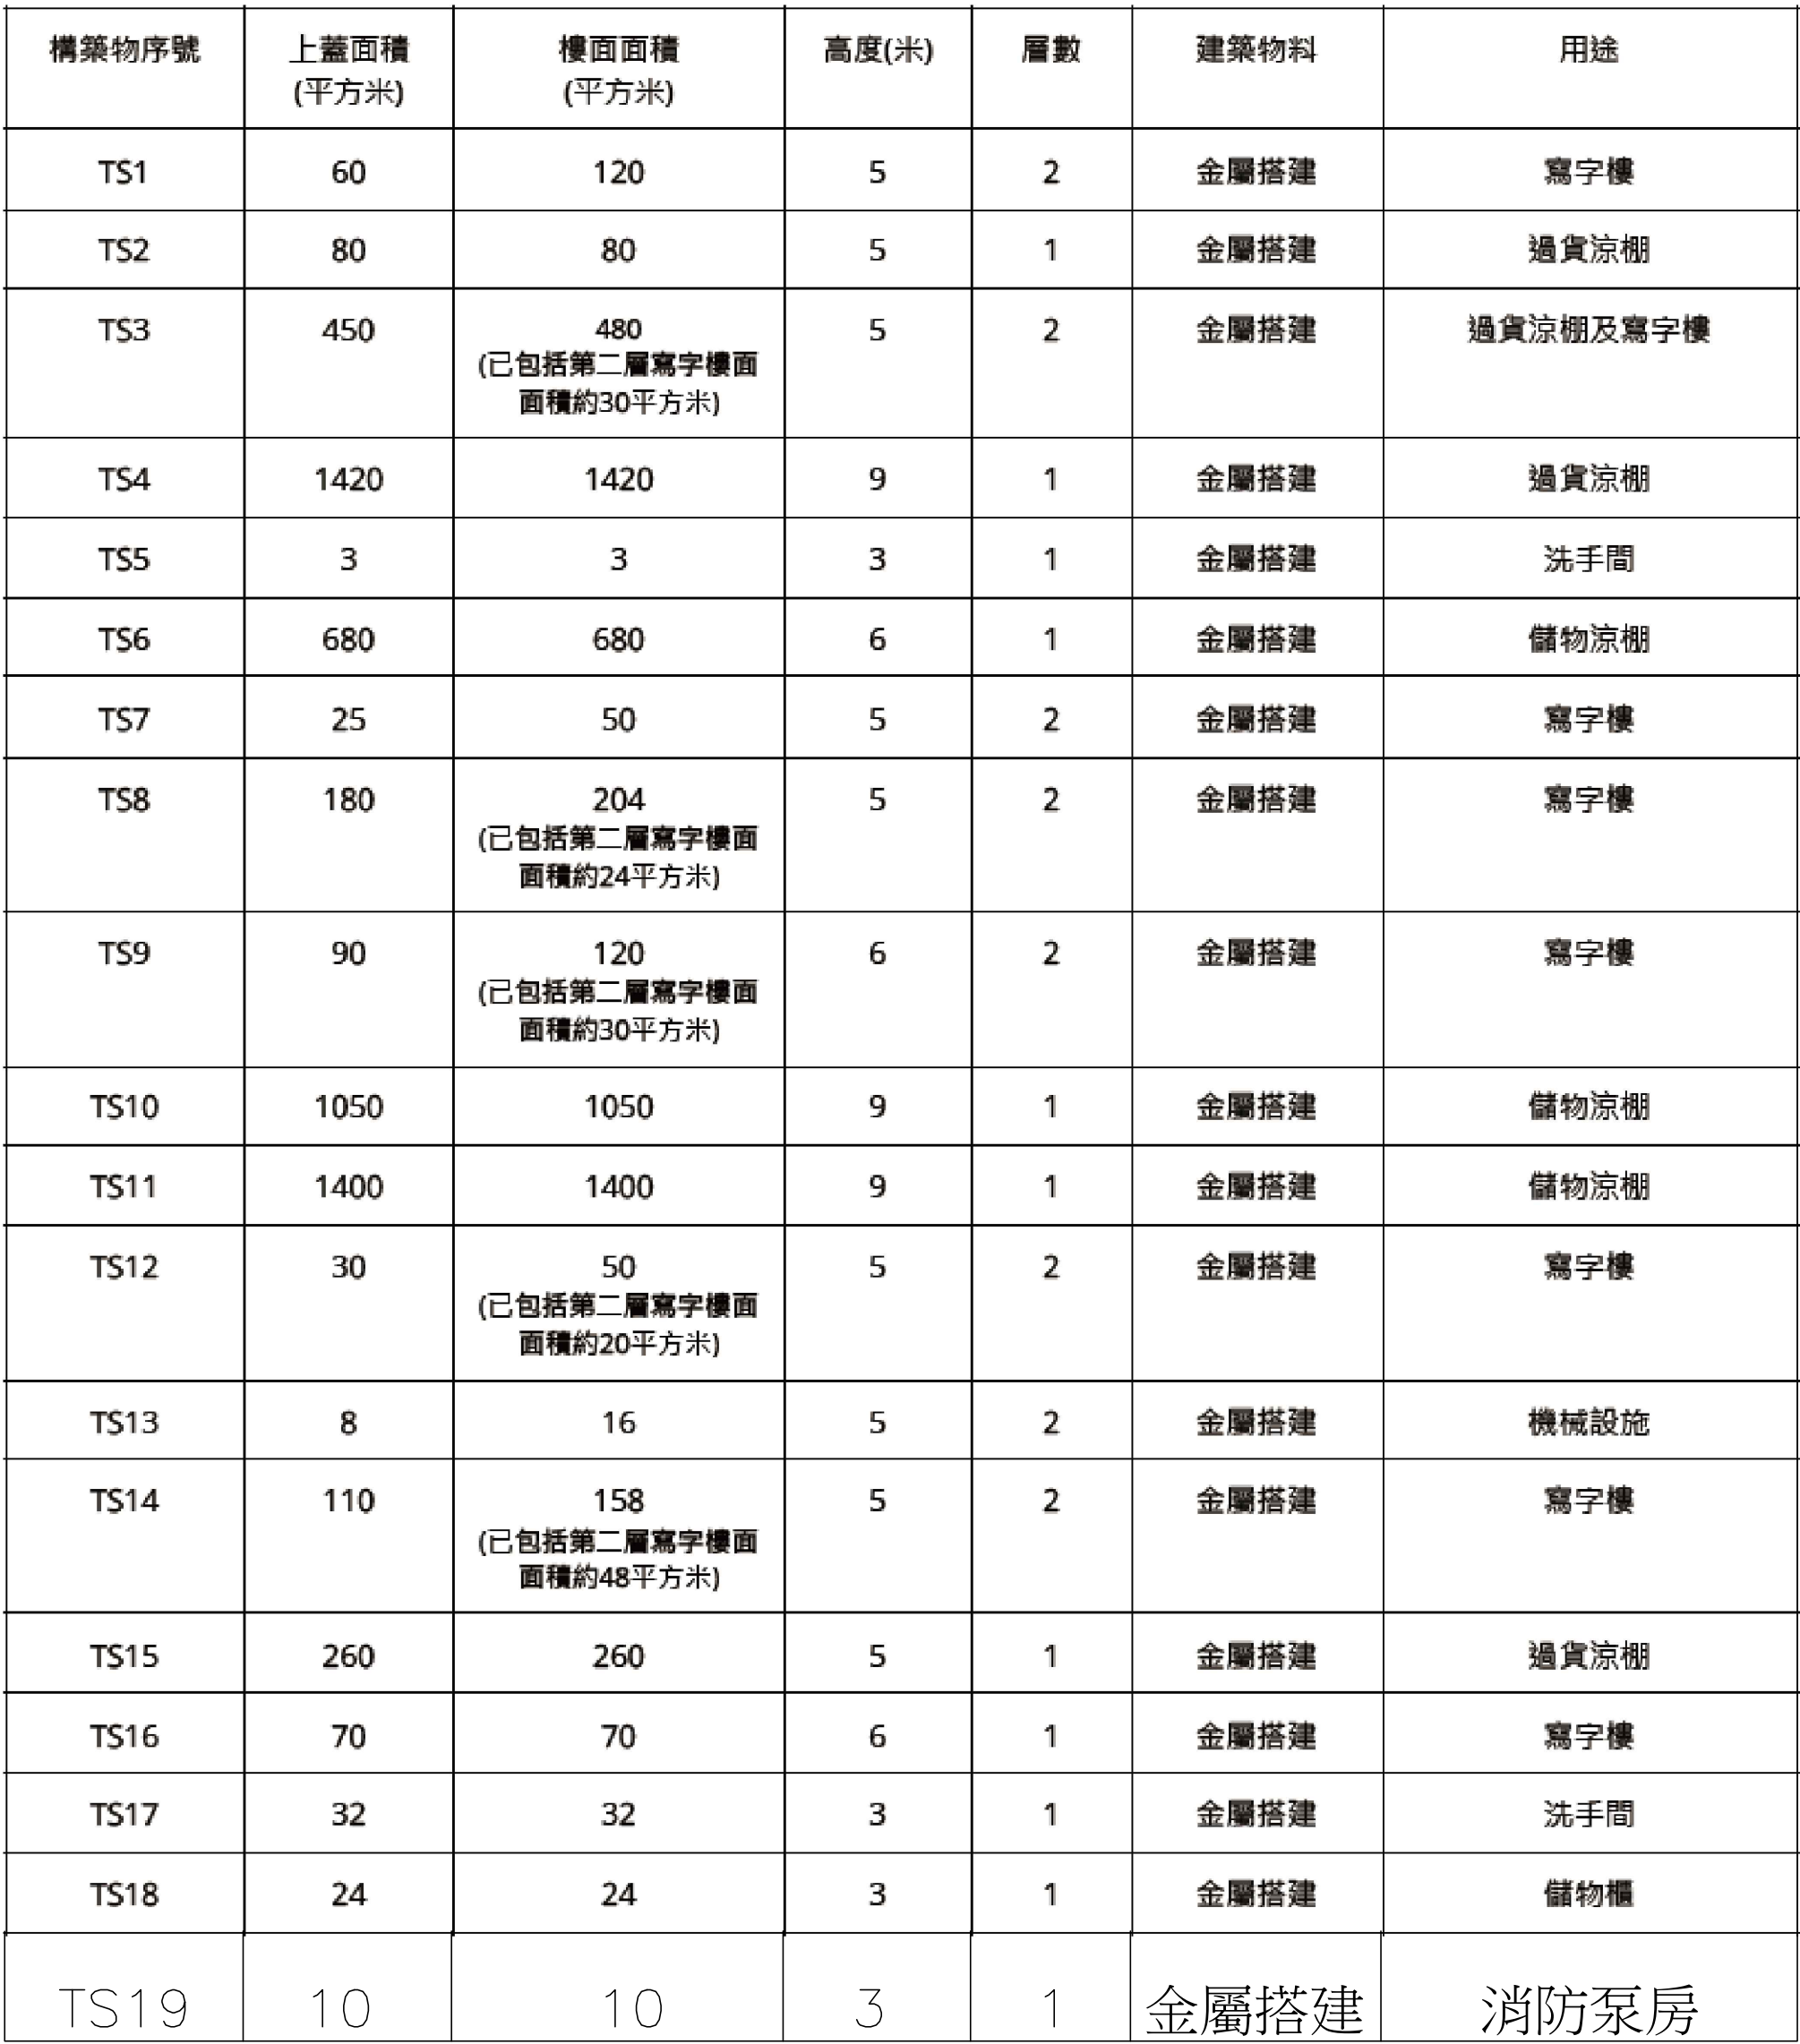 構築物序號 上蓋面積 樓面面積 高度(米) 層數 建築物料 用途
(平方米) (平方米)
TS1 60 120 5 2 金屬搭建 寫字樓
TS2 80 80 5 1 金屬搭建 過貨涼棚
TS3 450 480 5 2 金屬搭建 過貨涼棚及寫字樓
(已包括第二層寫字樓面
面積約30平方米)
TS4 1420 1420 9 1 金屬搭建 過貨涼棚
TS5 3 3 3 1 金屬搭建 洗手間
TS6 680 680 6 1 金屬搭建 儲物涼棚
TS7 25 50 5 2 金屬搭建 寫字樓
TS8 180 204 5 2 金屬搭建 寫字樓
(已包括第二層寫字樓面
面積約24平方米)
TS9 90 120 6 2 金屬搭建 寫字樓
(已包括第二層寫字樓面
面積約30平方米)
TS10 1050 1050 9 1 金屬搭建 儲物涼棚
TS11 1400 1400 9 1 金屬搭建 儲物涼棚
TS12 30 50 5 2 金屬搭建 寫字樓
(已包括第二層寫字樓面
面積約20平方米)
TS13 8 16 5 2 金屬搭建 機械設施
TS14 110 158 5 2 金屬搭建 寫字樓
(已包括第二層寫字樓面
面積約48平方米)
TS15 260 260 5 1 金屬搭建 過貨涼棚
TS16 70 70 6 1 金屬搭建 寫字樓
TS17 32 32 3 1 金屬搭建 洗手間
TS18 24 24 3 1 金屬搭建 儲物櫃
TS19 10 10 3 1 金屬搭建 消防泵房